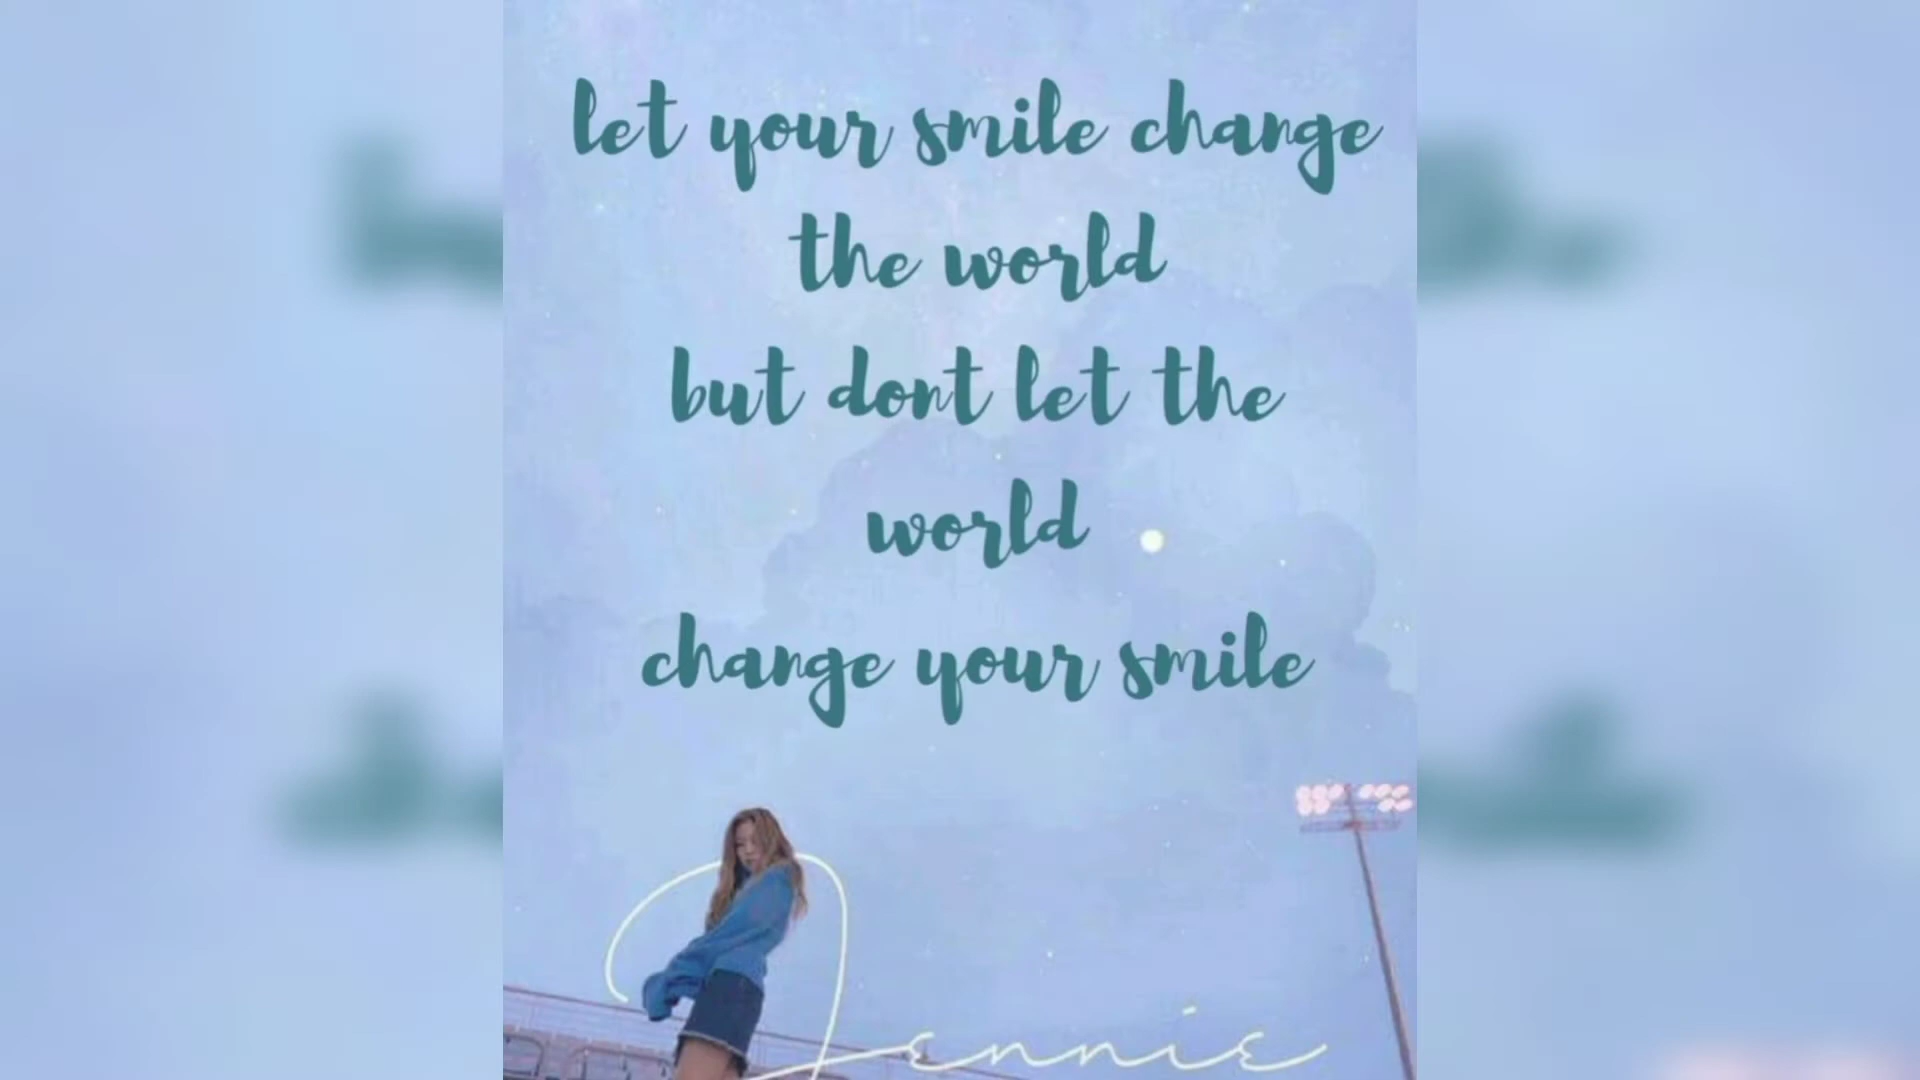 let your smile change
the world
but dont let the
world
change your smile
Jennie